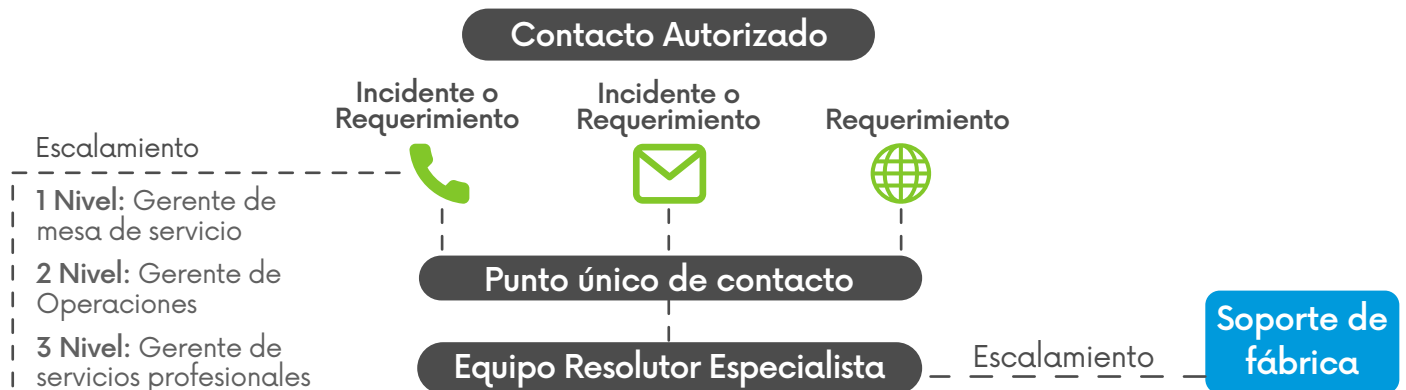 Contacto Autorizado
Incidente o
Requerimiento
Incidente o
Requerimiento
Requerimiento
Escalamiento
1 Nivel: Gerente de
mesa de servicio
2 Nivel: Gerente de
Operaciones
3 Nivel: Gerente de
servicios profesionales
Punto único de contacto
Equipo Resolutor Especialista
Escalamiento
Soporte de
fábrica